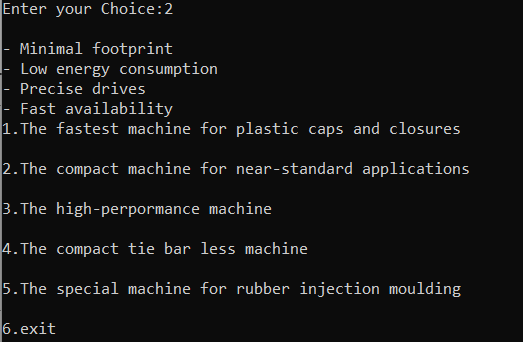 Enter your Choice:2
- Minimal footprint
- Low energy consumption
- Precise drives
- Fast availability
1.The fastest machine for plastic caps and closures
2.The compact machine for near-standard applications
3.The high-perpormance machine
4.The compact tie bar less machine
5.The special machine for rubber injection moulding
6.exit